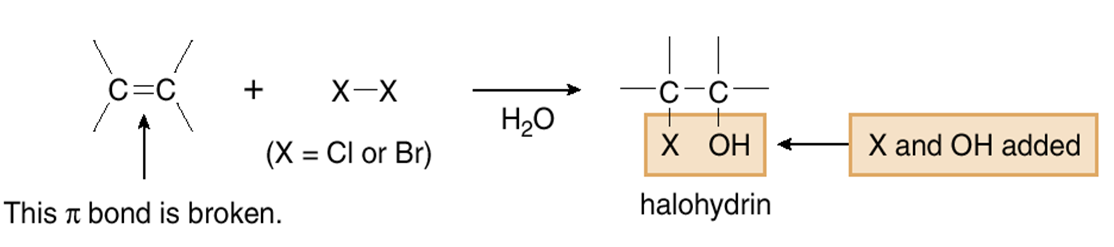 C=C + X—X
H₂O
(X = Cl or Br)
This π bond is broken.
—C—C—
X OH
halohydrin
X and OH added